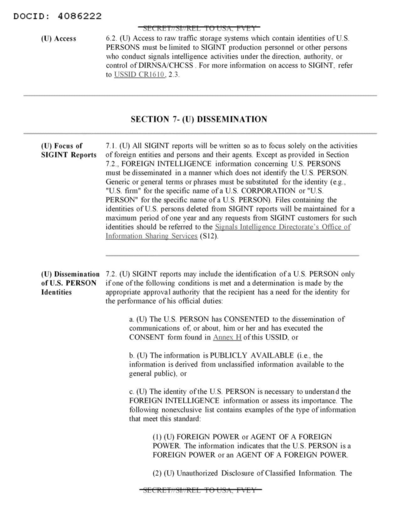 DOCID: 4086222
SECRET//SI//REL TO USA, FVEY
(U) Access
6.2. (U) Access to raw traffic storage systems which contain identities of U.S.
PERSONS must be limited to SIGINT production personnel or other persons
who conduct signals intelligence activities under the direction, authority, or
control of DIRNSA/CHCSS . For more information on access to SIGINT, refer
to USSID CR1610, 2.3.
SECTION 7- (U) DISSEMINATION
(U) Focus of
SIGINT Reports
7.1. (U) All SIGINT reports will be written so as to focus solely on the activities
of foreign entities and persons and their agents. Except as provided in Section
7.2., FOREIGN INTELLIGENCE information concerning U.S. PERSONS
must be disseminated in a manner which does not identify the U.S. PERSON.
Generic or general terms or phrases must be substituted for the identity (e.g.,
"U.S. firm" for the specific name of a U.S. CORPORATION or "U.S.
PERSON" for the specific name of a U.S. PERSON). Files containing the
identities of U.S. persons deleted from SIGINT reports will be maintained for a
maximum period of one year and any requests from SIGINT customers for such
identities should be referred to the Signals Intelligence Directorate's Office of
Information Sharing Services (S12).
(U) Dissemination
of U.S. PERSON
Identities
7.2. (U) SIGINT reports may include the identification of a U.S. PERSON only
if one of the following conditions is met and a determination is made by the
appropriate approval authority that the recipient has a need for the identity for
the performance of his official duties:
a. (U) The U.S. PERSON has CONSENTED to the dissemination of
communications of, or about, him or her and has executed the
CONSENT form found in Annex H of this USSID, or
b. (U) The information is PUBLICLY AVAILABLE (i.e., the
information is derived from unclassified information available to the
general public), or
c. (U) The identity of the U.S. PERSON is necessary to understand the
FOREIGN INTELLIGENCE information or assess its importance. The
following nonexclusive list contains examples of the type of information
that meet this standard:
(1) (U) FOREIGN POWER or AGENT OF A FOREIGN
POWER. The information indicates that the U.S. PERSON is a
FOREIGN POWER or an AGENT OF A FOREIGN POWER.
(2) (U) Unauthorized Disclosure of Classified Information. The
SECRET//SI//REL TO USA, FVEY